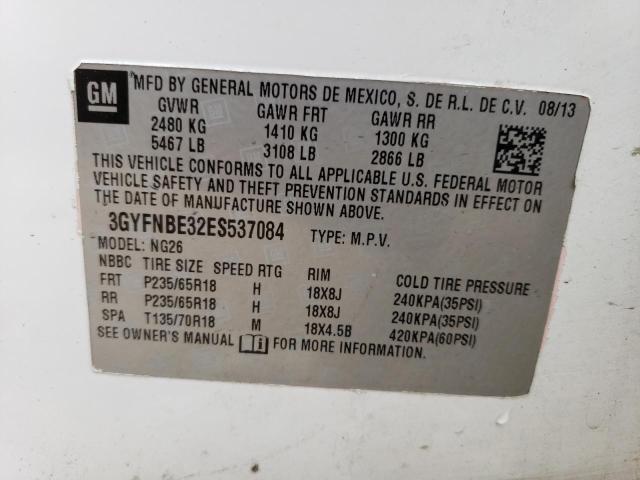 GM
MFD BY GENERAL MOTORS DE MEXICO, S. DE R.L. DE C.V. 08/13
GVWR GAWR FRT GAWR RR
2480 KG 1410 KG 1300 KG
5467 LB 3108 LB 2866 LB
THIS VEHICLE CONFORMS TO ALL APPLICABLE U.S. FEDERAL MOTOR
VEHICLE SAFETY AND THEFT PREVENTION STANDARDS IN EFFECT ON
THE DATE OF MANUFACTURE SHOWN ABOVE.
3GYFNBE32ES537084 TYPE: M.P.V.
MODEL: NG26
NBBC TIRE SIZE SPEED RTG RIM COLD TIRE PRESSURE
FRT P235/65R18 H 18X8J 240KPA(35PSI)
RR P235/65R18 H 18X8J 240KPA(35PSI)
SPA T135/70R18 M 18X4.5B 420KPA(60PSI)
SEE OWNER'S MANUAL i FOR MORE INFORMATION.